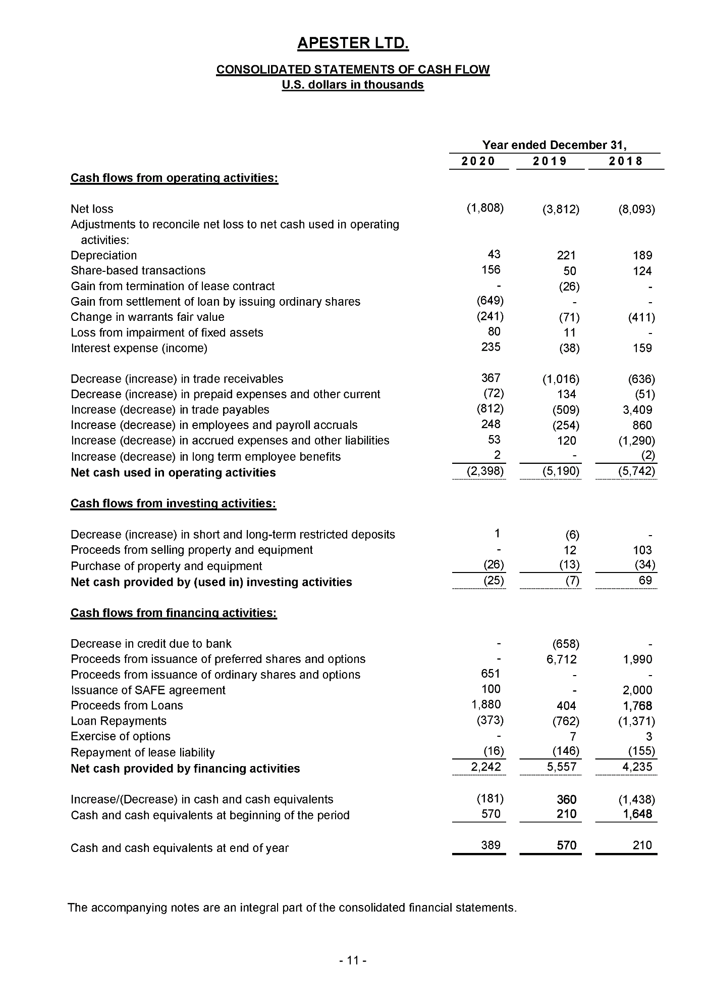 APESTER LTD.
CONSOLIDATED STATEMENTS OF CASH FLOW
U.S. dollars in thousands
Year ended December 31,
2020 2019 2018
Cash flows from operating activities:
Net loss (1,808) (3,812) (8,093)
Adjustments to reconcile net loss to net cash used in operating
activities:
Depreciation 43 221 189
Share-based transactions 156 50 124
Gain from termination of lease contract - (26) -
Gain from settlement of loan by issuing ordinary shares (649) - -
Change in warrants fair value (241) (71) (411)
Loss from impairment of fixed assets 80 11 -
Interest expense (income) 235 (38) 159
Decrease (increase) in trade receivables 367 (1,016) (636)
Decrease (increase) in prepaid expenses and other current (72) 134 (51)
Increase (decrease) in trade payables (812) (509) 3,409
Increase (decrease) in employees and payroll accruals 248 (254) 860
Increase (decrease) in accrued expenses and other liabilities 53 120 (1,290)
Increase (decrease) in long term employee benefits 2 - (2)
Net cash used in operating activities (2,398) (5,190) (5,742)
Cash flows from investing activities:
Decrease (increase) in short and long-term restricted deposits 1 (6) -
Proceeds from selling property and equipment - 12 103
Purchase of property and equipment (26) (13) (34)
Net cash provided by (used in) investing activities (25) (7) 69
Cash flows from financing activities:
Decrease in credit due to bank - (658) -
Proceeds from issuance of preferred shares and options - 6,712 1,990
Proceeds from issuance of ordinary shares and options 651 - -
Issuance of SAFE agreement 100 - 2,000
Proceeds from Loans 1,880 404 1,768
Loan Repayments (373) (762) (1,371)
Exercise of options - 7 3
Repayment of lease liability (16) (146) (155)
Net cash provided by financing activities 2,242 5,557 4,235
Increase/(Decrease) in cash and cash equivalents (181) 360 (1,438)
Cash and cash equivalents at beginning of the period 570 210 1,648
Cash and cash equivalents at end of year 389 570 210
The accompanying notes are an integral part of the consolidated financial statements.
- 11 -